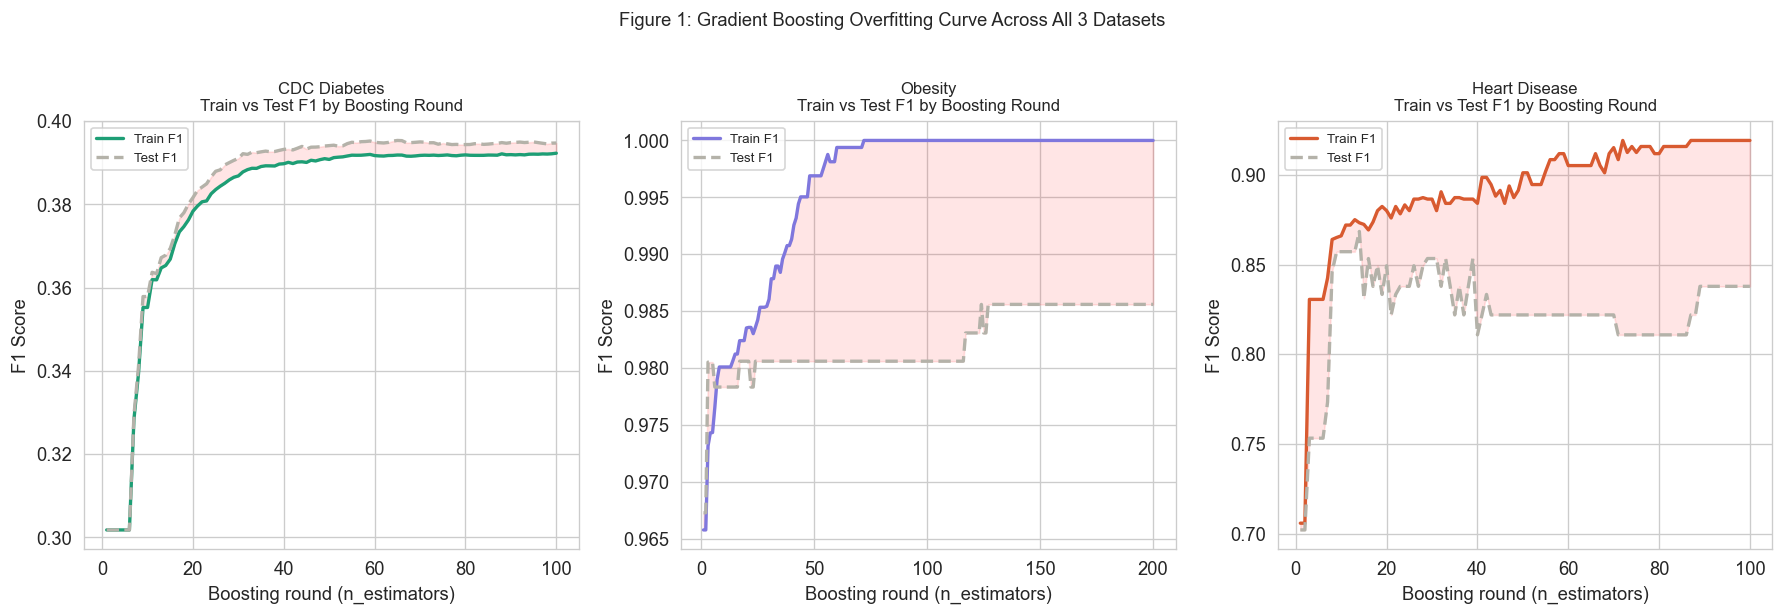 Figure 1: Gradient Boosting Overfitting Curve Across All 3 Datasets
CDC Diabetes
Train vs Test F1 by Boosting Round
Train F1
Test F1
0.40
0.38
0.36
0.34
0.32
0.30
F1 Score
0
20
40
60
80
100
Boosting round (n_estimators)
Obesity
Train vs Test F1 by Boosting Round
Train F1
Test F1
1.000
0.995
0.990
0.985
0.980
0.975
0.970
0.965
F1 Score
0
50
100
150
200
Boosting round (n_estimators)
Heart Disease
Train vs Test F1 by Boosting Round
Train F1
Test F1
0.90
0.85
0.80
0.75
0.70
F1 Score
0
20
40
60
80
100
Boosting round (n_estimators)